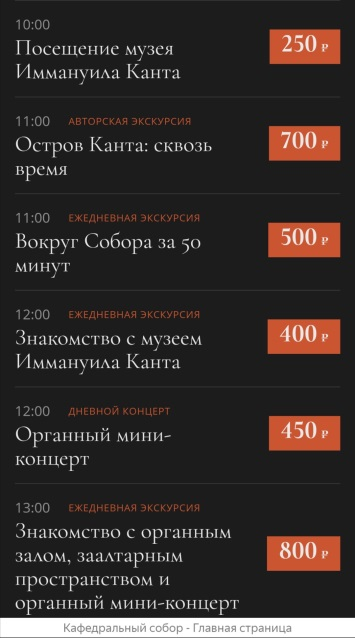 10:00
Посещение музея
Иммануила Канта
250 ₽
11:00 АВТОРСКАЯ ЭКСКУРСИЯ
Остров Канта: сквозь
время
700 ₽
11:00 ЕЖЕДНЕВНАЯ ЭКСКУРСИЯ
Вокруг Собора за 50
минут
500 ₽
12:00 ЕЖЕДНЕВНАЯ ЭКСКУРСИЯ
Знакомство с музеем
Иммануила Канта
400 ₽
12:00 ДНЕВНОЙ КОНЦЕРТ
Органный мини-
концерт
450 ₽
13:00 ЕЖЕДНЕВНАЯ ЭКСКУРСИЯ
Знакомство с органным
залом, заалтарным
пространством и
органный мини-концерт
800 ₽
Кафедральный собор - Главная страница